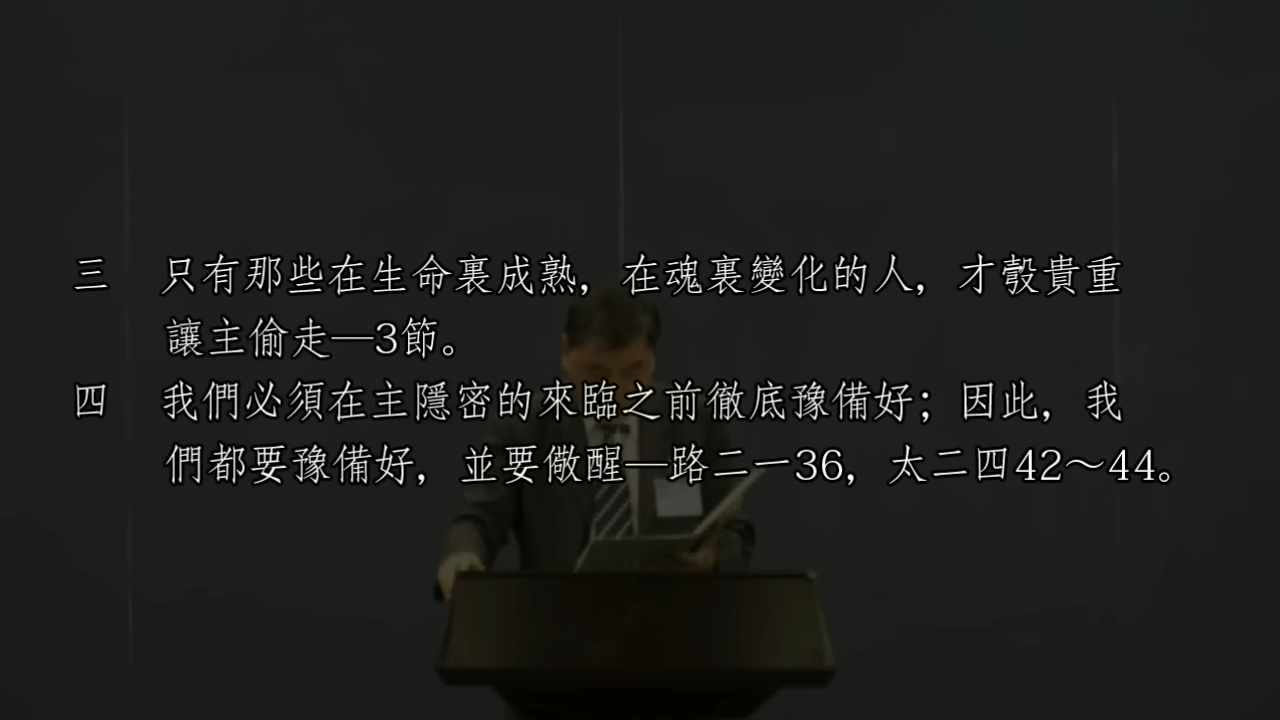 三 只有那些在生命裏成熟，在魂裏變化的人，才彀貴重
讓主偷走—3節。
四 我們必須在主隱密的來臨之前徹底豫備好；因此，我
們都要豫備好，並要儆醒—路二一36，太二四42～44。